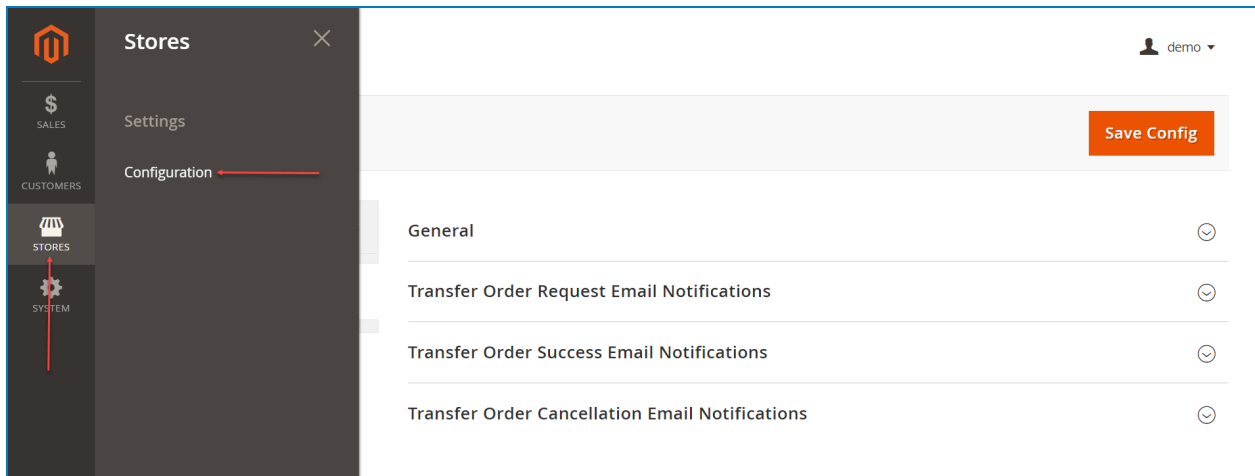 Stores
demo
$
SALES
Settings
Save Config
CUSTOMERS
Configuration
STORES
General
SYSTEM
Transfer Order Request Email Notifications
Transfer Order Success Email Notifications
Transfer Order Cancellation Email Notifications